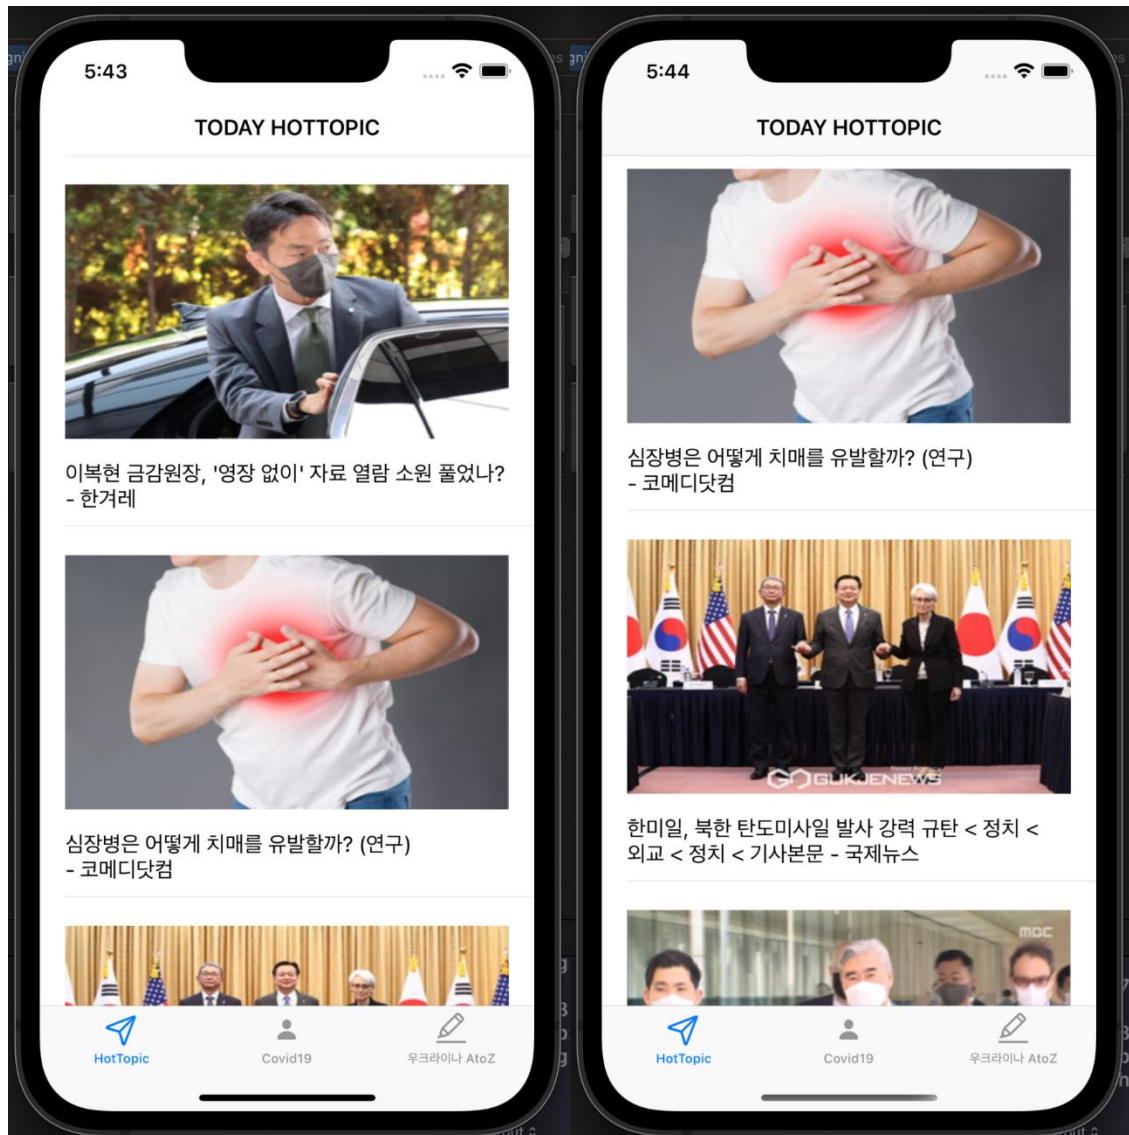 5:43
TODAY HOTTOPIC
이복현 금감원장, '영장 없이' 자료 열람 소원 풀었나?
- 한겨레
심장병은 어떻게 치매를 유발할까? (연구)
- 코메디닷컴
HotTopic
Covid19
우크라이나 AtoZ
5:44
TODAY HOTTOPIC
심장병은 어떻게 치매를 유발할까? (연구)
- 코메디닷컴
GUKJENEWS
한미일, 북한 탄도미사일 발사 강력 규탄 < 정치 <
외교 < 정치 < 기사본문 - 국제뉴스
MBC
HotTopic
Covid19
우크라이나 AtoZ